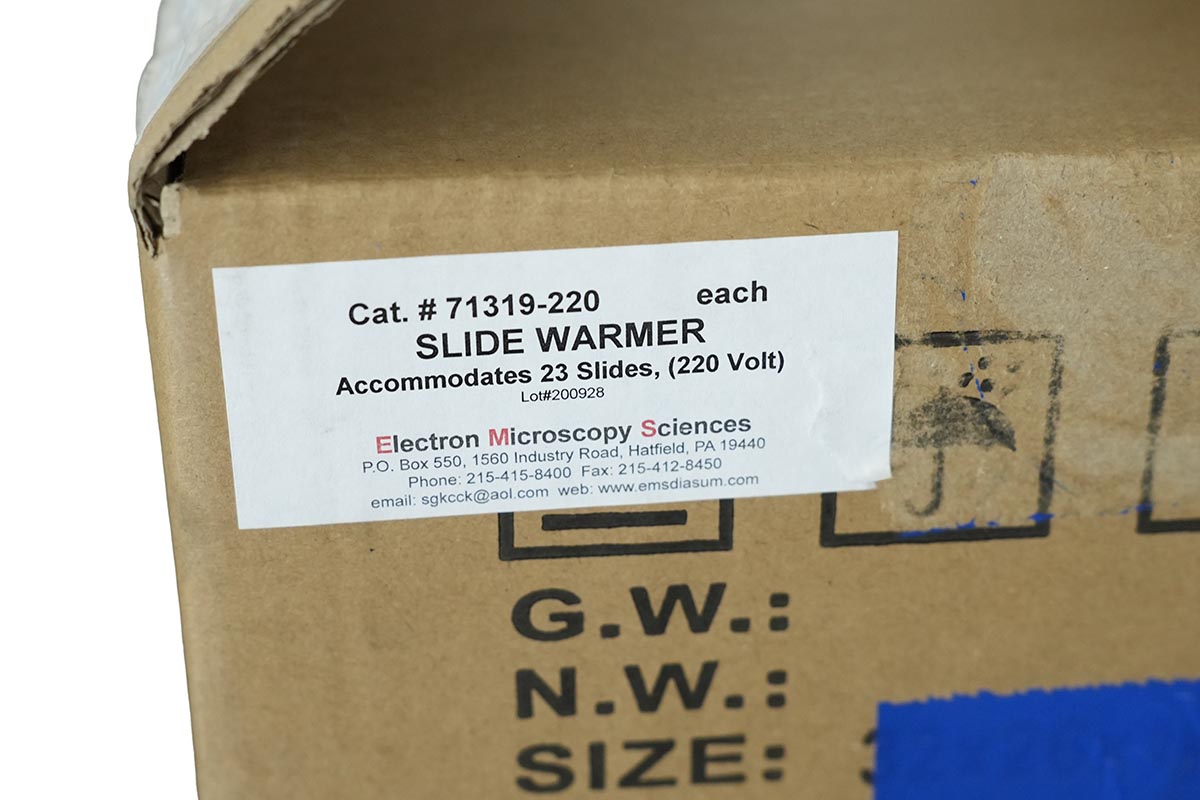 Cat. # 71319-220 each
SLIDE WARMER
Accommodates 23 Slides, (220 Volt)
Lot#200928
Electron Microscopy Sciences
P.O. Box 550, 1560 Industry Road, Hatfield, PA 19440
Phone: 215-415-8400 Fax: 215-412-8450
email: sgkcck@aol.com web: www.emsdiasum.com
G.W.:
N.W.:
SIZE: